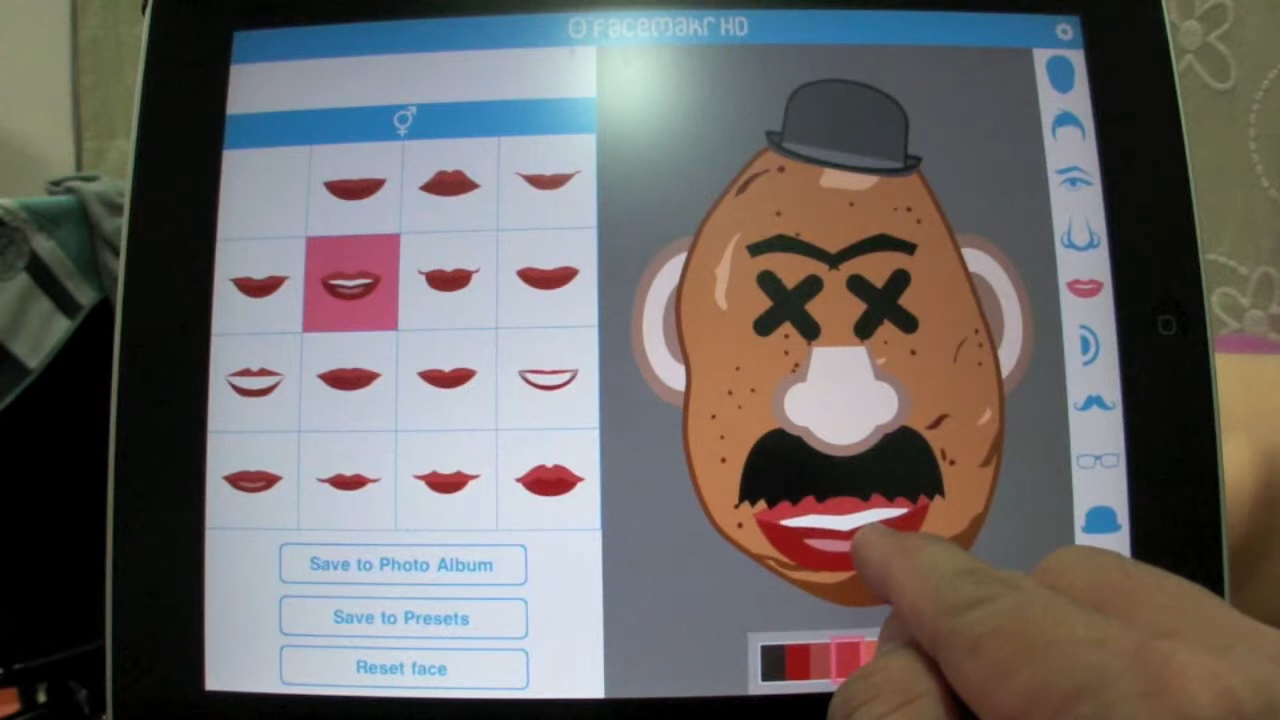 Facemakr HD
Save to Photo Album
Save to Presets
Reset face